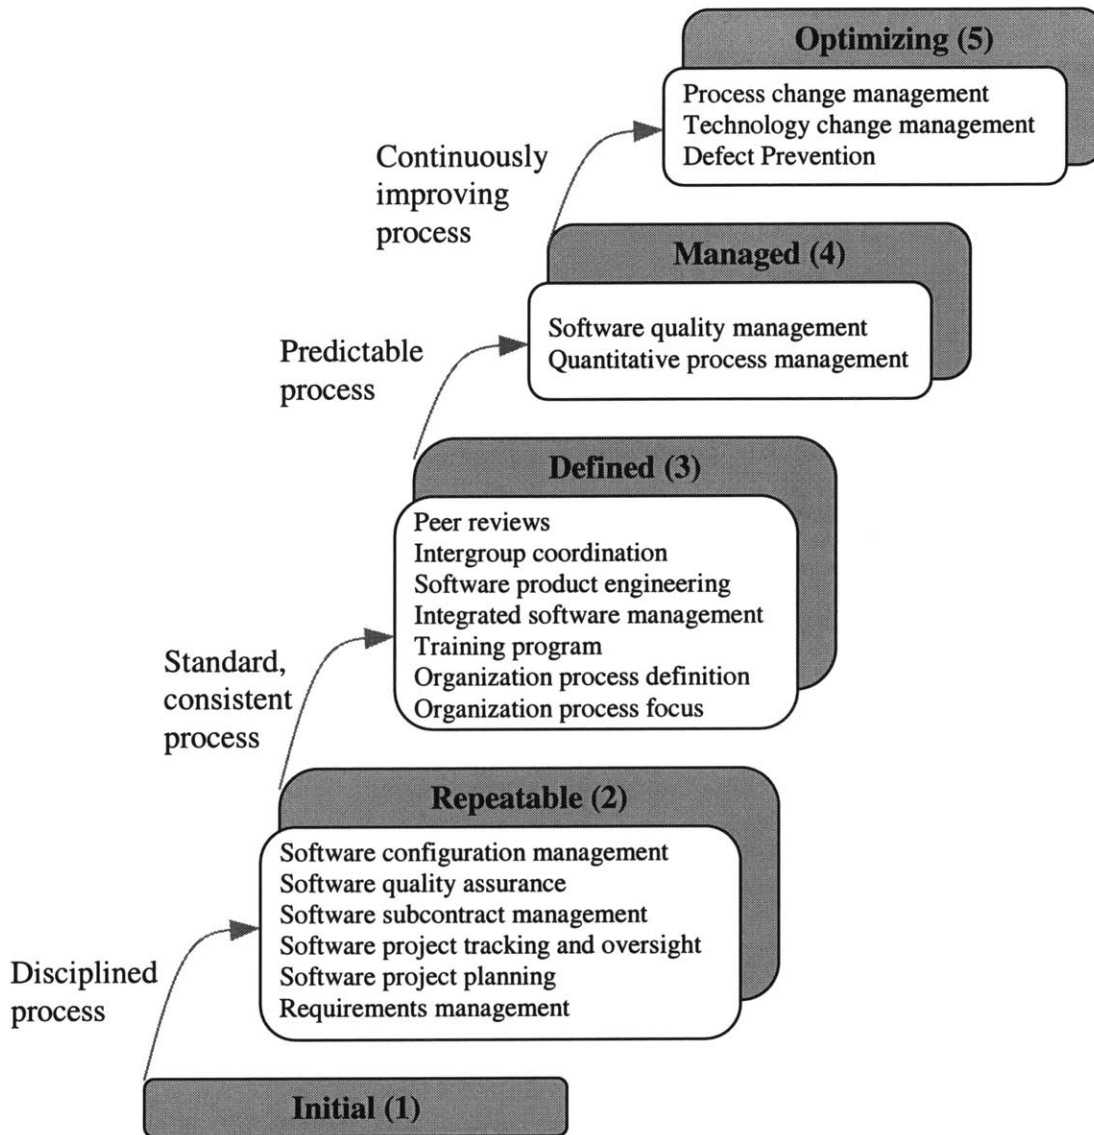 Optimizing (5)
Process change management
Technology change management
Defect Prevention
Continuously
improving
process
Managed (4)
Software quality management
Quantitative process management
Predictable
process
Defined (3)
Peer reviews
Intergroup coordination
Software product engineering
Integrated software management
Training program
Organization process definition
Organization process focus
Standard,
consistent
process
Repeatable (2)
Software configuration management
Software quality assurance
Software subcontract management
Software project tracking and oversight
Software project planning
Requirements management
Disciplined
process
Initial (1)